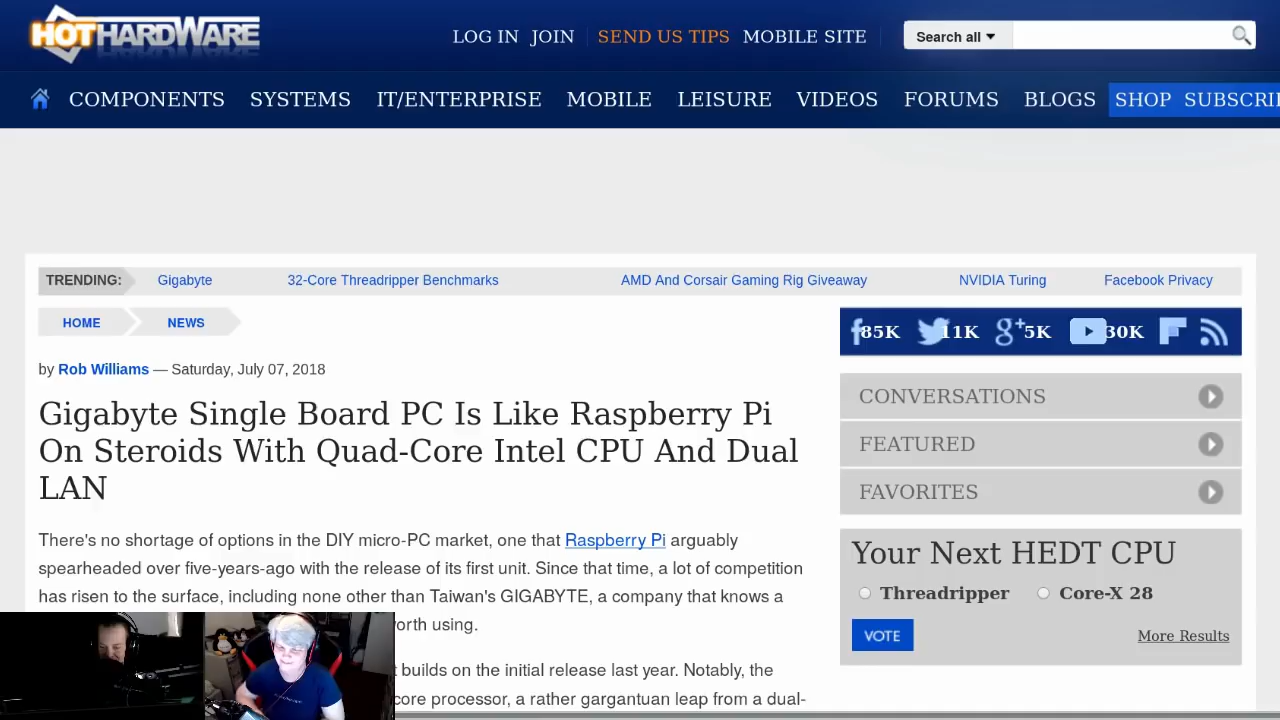 HOTHARDWARE
LOG IN JOIN SEND US TIPS MOBILE SITE
Search all
COMPONENTS SYSTEMS IT/ENTERPRISE MOBILE LEISURE VIDEOS FORUMS BLOGS SHOP SUBSCRI
TRENDING: Gigabyte 32-Core Threadripper Benchmarks AMD And Corsair Gaming Rig Giveaway NVIDIA Turing Facebook Privacy
HOME NEWS
by Rob Williams — Saturday, July 07, 2018
Gigabyte Single Board PC Is Like Raspberry Pi
On Steroids With Quad-Core Intel CPU And Dual
LAN
There's no shortage of options in the DIY micro-PC market, one that Raspberry Pi arguably
spearheaded over five-years-ago with the release of its first unit. Since that time, a lot of competition
has risen to the surface, including none other than Taiwan's GIGABYTE, a company that knows a
orth using.
t builds on the initial release last year. Notably, the
core processor, a rather gargantuan leap from a dual-
85K 11K 5K 30K
CONVERSATIONS
FEATURED
FAVORITES
Your Next HEDT CPU
Threadripper Core-X 28
VOTE More Results